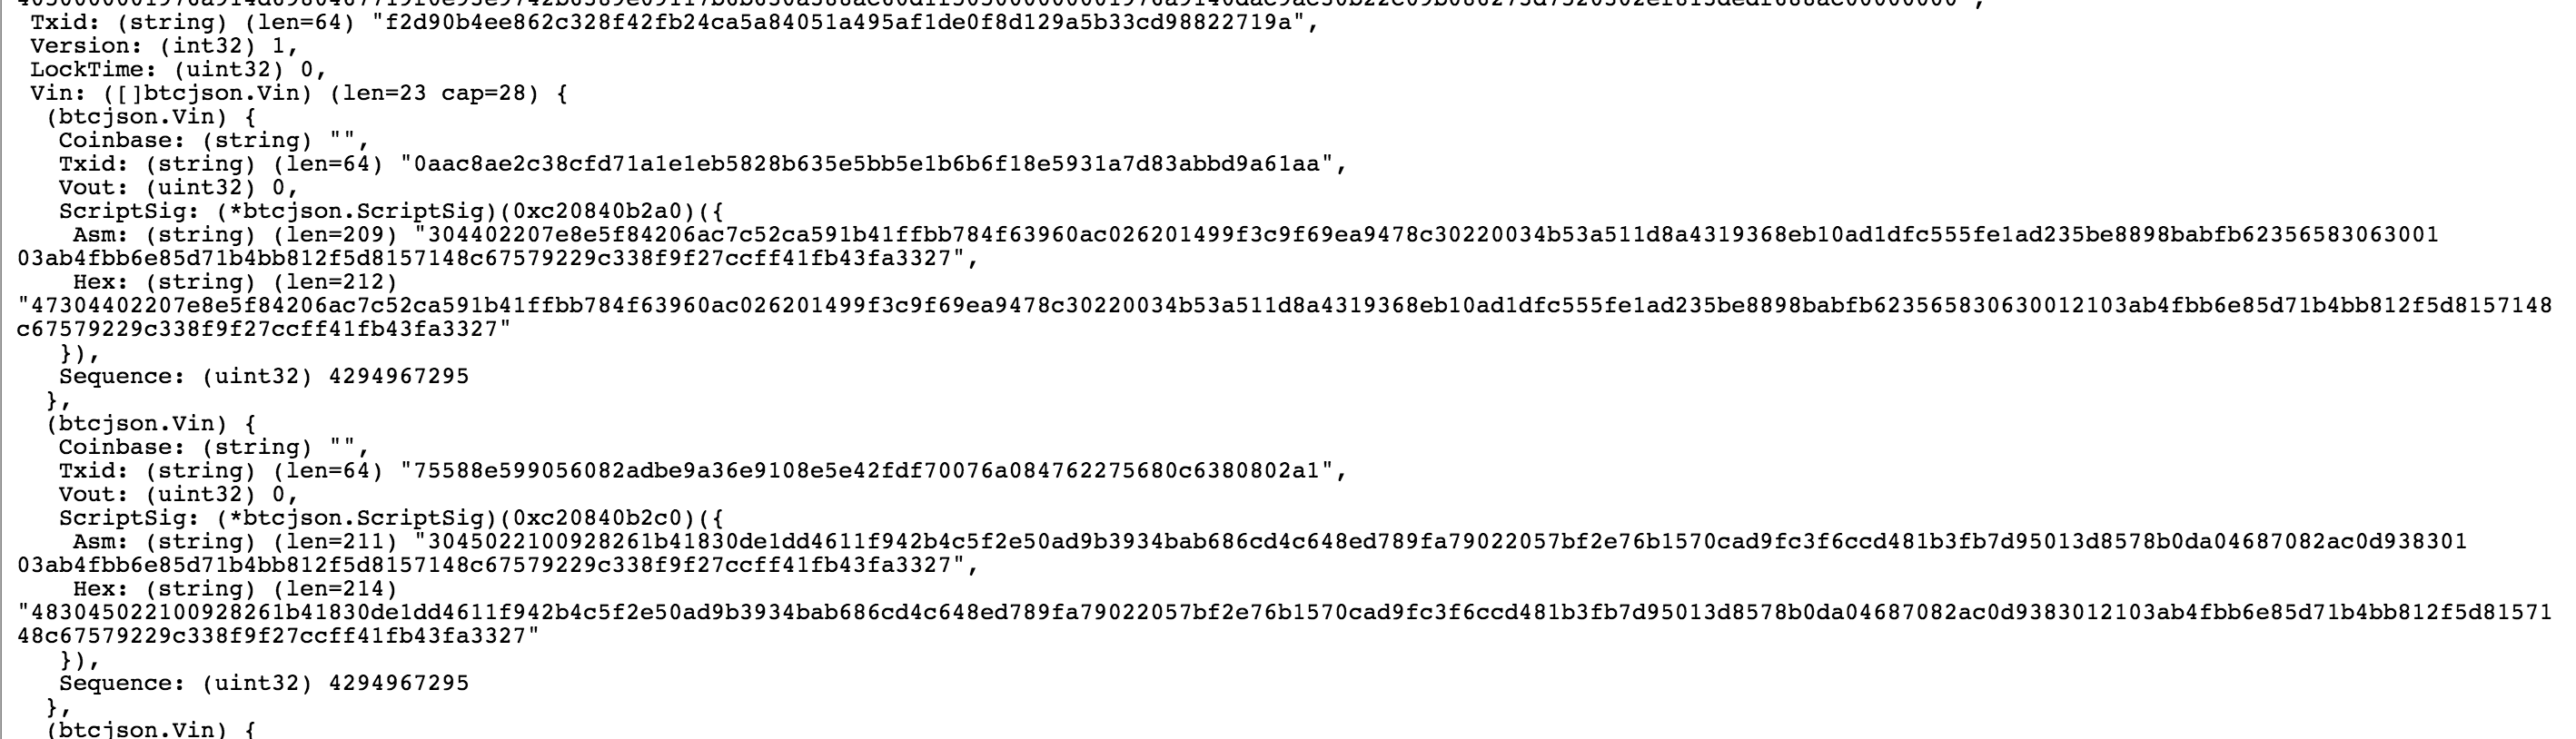 Txid: (string) (len=64) "f2d90b4ee862c328f42fb24ca5a84051a495af1de0f8d129a5b33cd98822719a",
Version: (int32) 1,
LockTime: (uint32) 0,
Vin: ([]btcjson.Vin) (len=23 cap=28) {
(btcjson.Vin) {
Coinbase: (string) "",
Txid: (string) (len=64) "0aac8ae2c38cfd71a1e1eb5828b635e5bb5e1b6b6f18e5931a7d83abbd9a61aa",
Vout: (uint32) 0,
ScriptSig: (*btcjson.ScriptSig)(0xc20840b2a0)({
Asm: (string) (len=209) "304402207e8e5f84206ac7c52ca591b41ffbb784f63960ac026201499f3c9f69ea9478c30220034b53a511d8a4319368eb10ad1dfc555fe1ad235be8898babfb62356583063001
03ab4fbb6e85d71b4bb812f5d8157148c67579229c338f9f27ccff41fb43fa3327",
Hex: (string) (len=212)
"47304402207e8e5f84206ac7c52ca591b41ffbb784f63960ac026201499f3c9f69ea9478c30220034b53a511d8a4319368eb10ad1dfc555fe1ad235be8898babfb623565830630012103ab4fbb6e85d71b4bb812f5d8157148
c67579229c338f9f27ccff41fb43fa3327"
}),
Sequence: (uint32) 4294967295
},
(btcjson.Vin) {
Coinbase: (string) "",
Txid: (string) (len=64) "75588e599056082adbe9a36e9108e5e42fdf70076a084762275680c6380802a1",
Vout: (uint32) 0,
ScriptSig: (*btcjson.ScriptSig)(0xc20840b2c0)({
Asm: (string) (len=211) "3045022100928261b41830de1dd4611f942b4c5f2e50ad9b3934bab686cd4c648ed789fa79022057bf2e76b1570cad9fc3f6ccd481b3fb7d95013d8578b0da04687082ac0d938301
03ab4fbb6e85d71b4bb812f5d8157148c67579229c338f9f27ccff41fb43fa3327",
Hex: (string) (len=214)
"483045022100928261b41830de1dd4611f942b4c5f2e50ad9b3934bab686cd4c648ed789fa79022057bf2e76b1570cad9fc3f6ccd481b3fb7d95013d8578b0da04687082ac0d9383012103ab4fbb6e85d71b4bb812f5d81571
48c67579229c338f9f27ccff41fb43fa3327"
}),
Sequence: (uint32) 4294967295
},
(btcjson.Vin) {